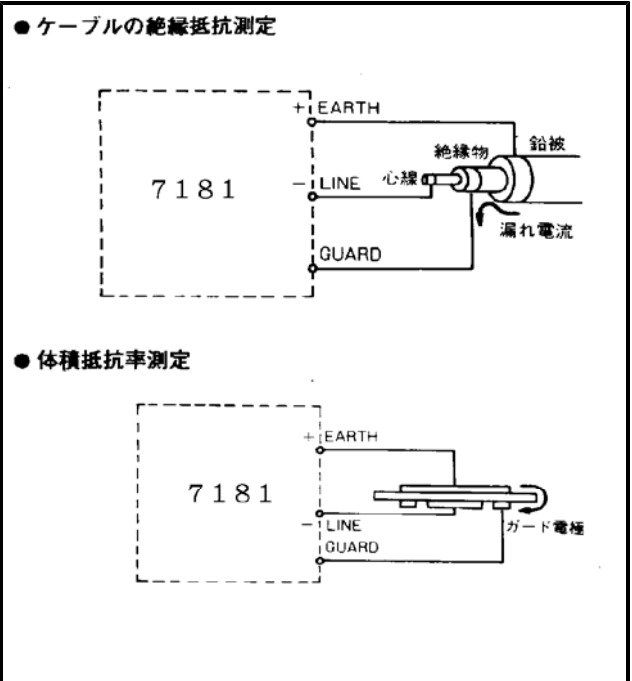 ● ケーブルの絶縁抵抗測定
+ EARTH
鉛被
絶縁物
7181
− LINE
心線
漏れ電流
GUARD
● 体積抵抗率測定
+ EARTH
7181
− LINE
ガード電極
GUARD